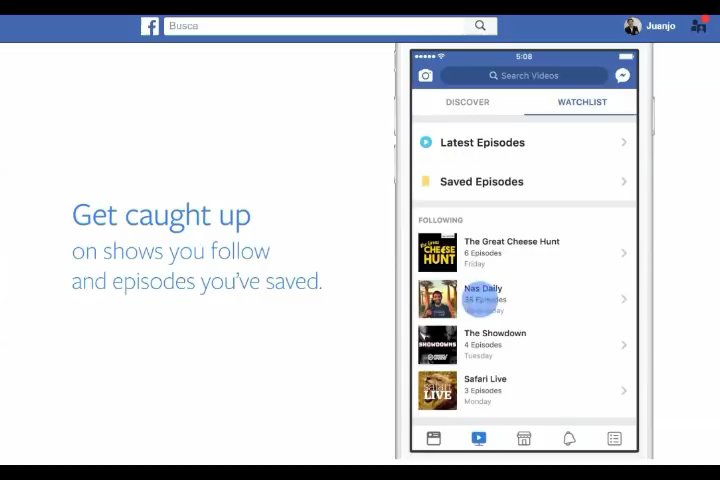 f
Busca
Juanjo
Get caught up
on shows you follow
and episodes you've saved.
5:08
Search Videos
DISCOVER
WATCHLIST
Latest Episodes
Saved Episodes
FOLLOWING
The Great Cheese Hunt
6 Episodes
Friday
CHEESE
HUNT
Nas Daily
Episodes
The Showdown
4 Episodes
Tuesday
SHOWDOWNS
Safari Live
3 Episodes
Monday
safari
LIVE